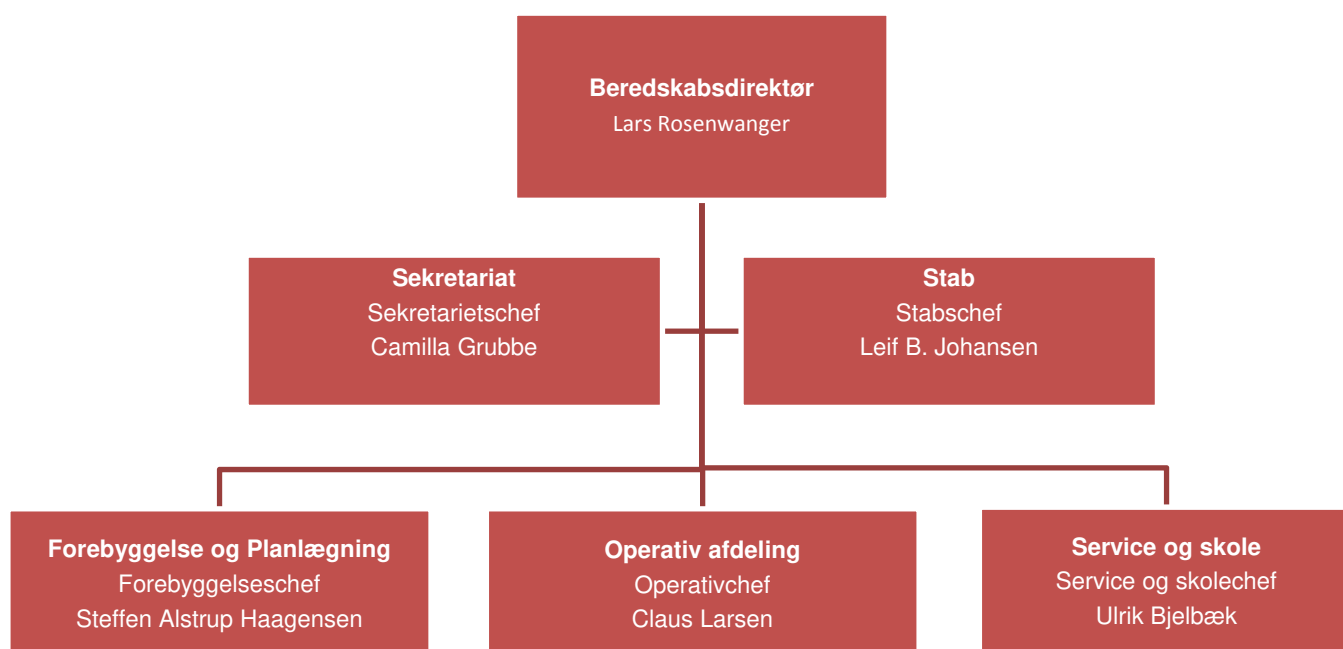 Beredskabsdirektør
Lars Rosenwanger
Sekretariat
Sekretarietschef
Camilla Grubbe
Stab
Stabschef
Leif B. Johansen
Forebyggelse og Planlægning
Forebyggelseschef
Steffen Alstrup Haagensen
Operativ afdeling
Operativchef
Claus Larsen
Service og skole
Service og skolechef
Ulrik Bjelbæk